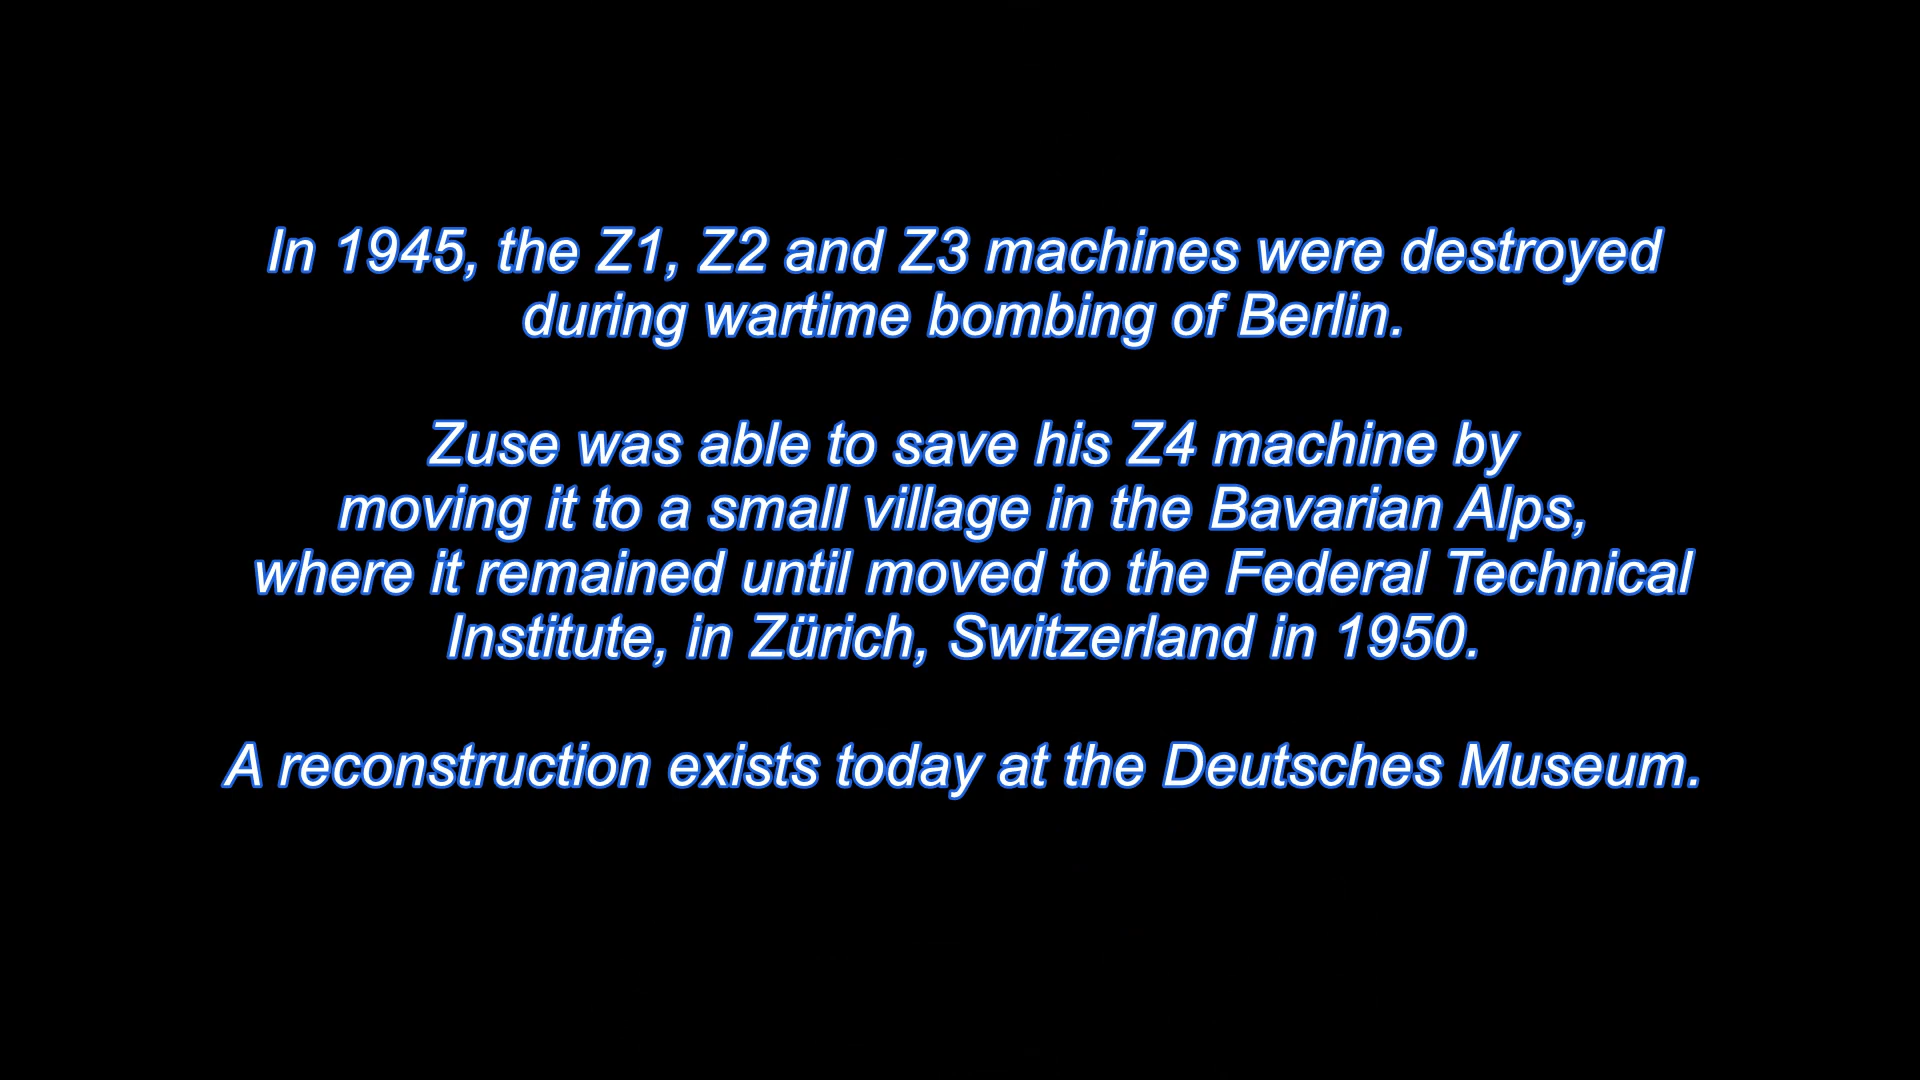 In 1945, the Z1, Z2 and Z3 machines were destroyed
during wartime bombing of Berlin.
Zuse was able to save his Z4 machine by
moving it to a small village in the Bavarian Alps,
where it remained until moved to the Federal Technical
Institute, in Zürich, Switzerland in 1950.
A reconstruction exists today at the Deutsches Museum.